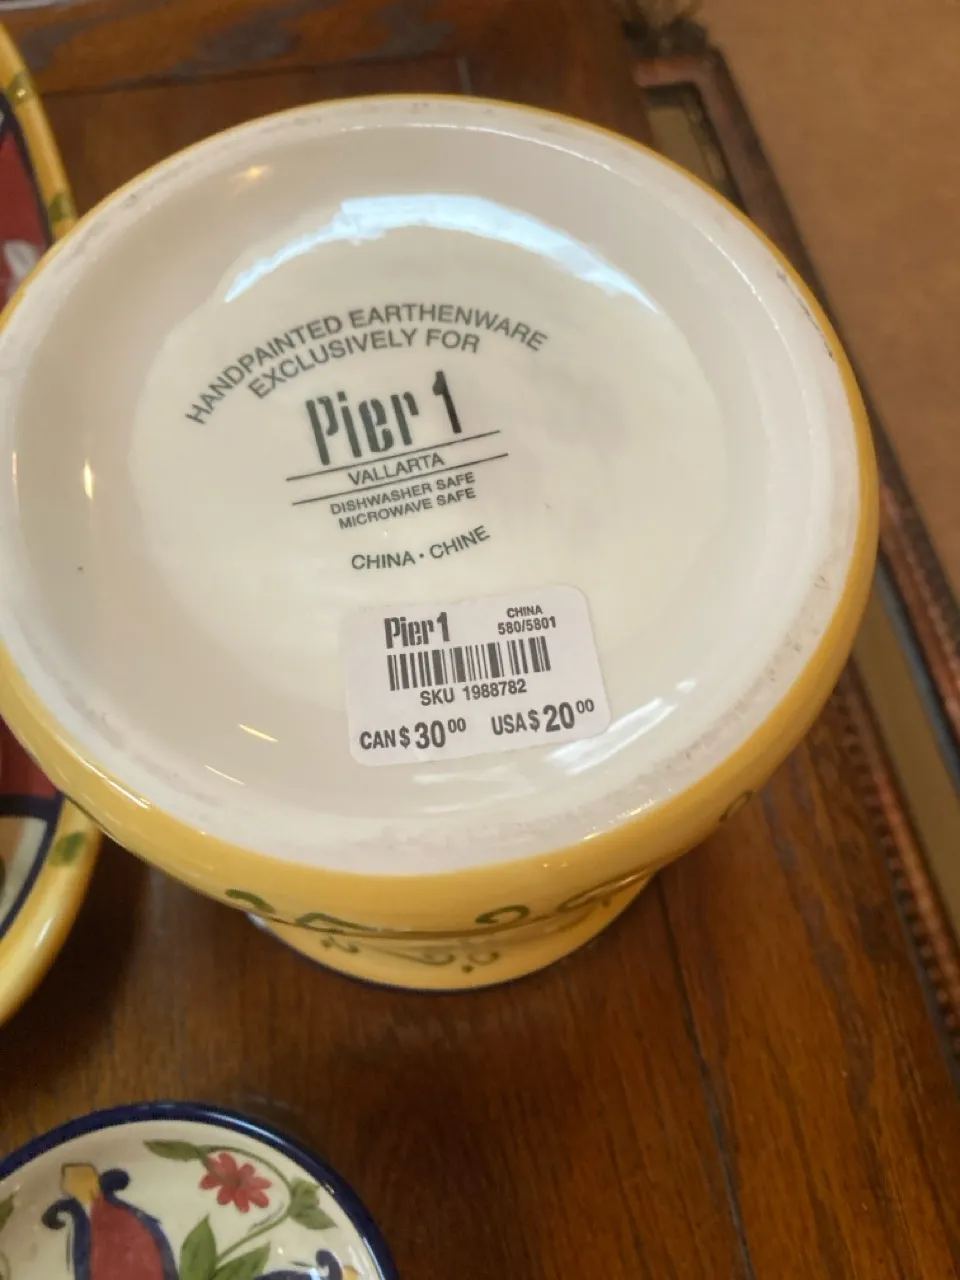 HANDPAINTED EARTHENWARE
EXCLUSIVELY FOR
Pier 1
VALLARTA
DISHWASHER SAFE
MICROWAVE SAFE
CHINA · CHINE
Pier 1
CHINA
580/5801
SKU 1988782
CAN$ 30 00 USA$ 20 00